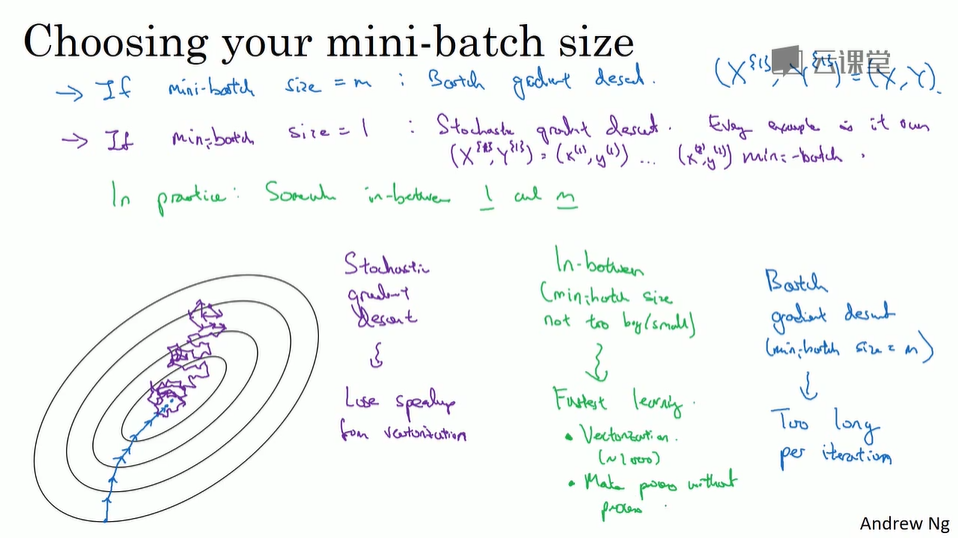 Choosing your mini-batch size
→ If mini-batch size = m : Batch gradient descent. (X^{1}, Y^{1}) = (X, Y).
云课堂
→ If mini-batch size = 1 : Stochastic gradient descent. Every example is it own
(X^{1}, Y^{1}) = (x^(1), y^(1)) ... mini-batch.
In practice: Somewhere in-between 1 and m
Stochastic
gradient
descent
Lose speedup
from vectorization
In-between
(mini-batch size
not too big/small)
Fastest learning.
• Vectorization.
(~1000)
• Make progress without
Batch
gradient descent
(mini-batch size = m)
Too long
per iteration
Andrew Ng